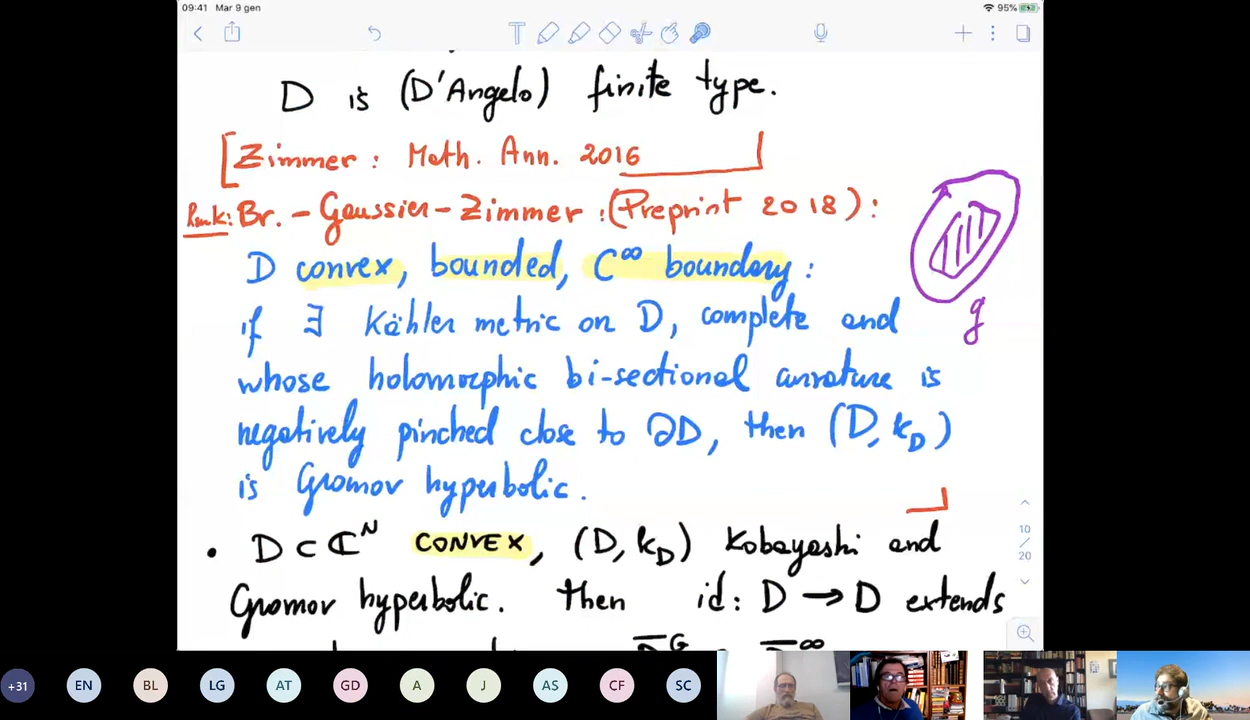 09:41 Mar 9 gen
95%
D is (D'Angelo) finite type.
[Zimmer: Math. Ann. 2016]
Rmk: Br. - Gaussier - Zimmer : (Preprint 2018):
D convex, bounded, C^∞ boundary:
if ∃ Kähler metric on D, complete and
g
whose holomorphic bi-sectional curvature is
negatively pinched close to ∂D, then (D, k_D)
is Gromov hyperbolic.
• D ⊂ ℂ^N CONVEX, (D, k_D) Kobayashi and
10
20
Gromov hyperbolic. Then id: D → D extends
+31 EN BL LG AT GD A J AS CF SC